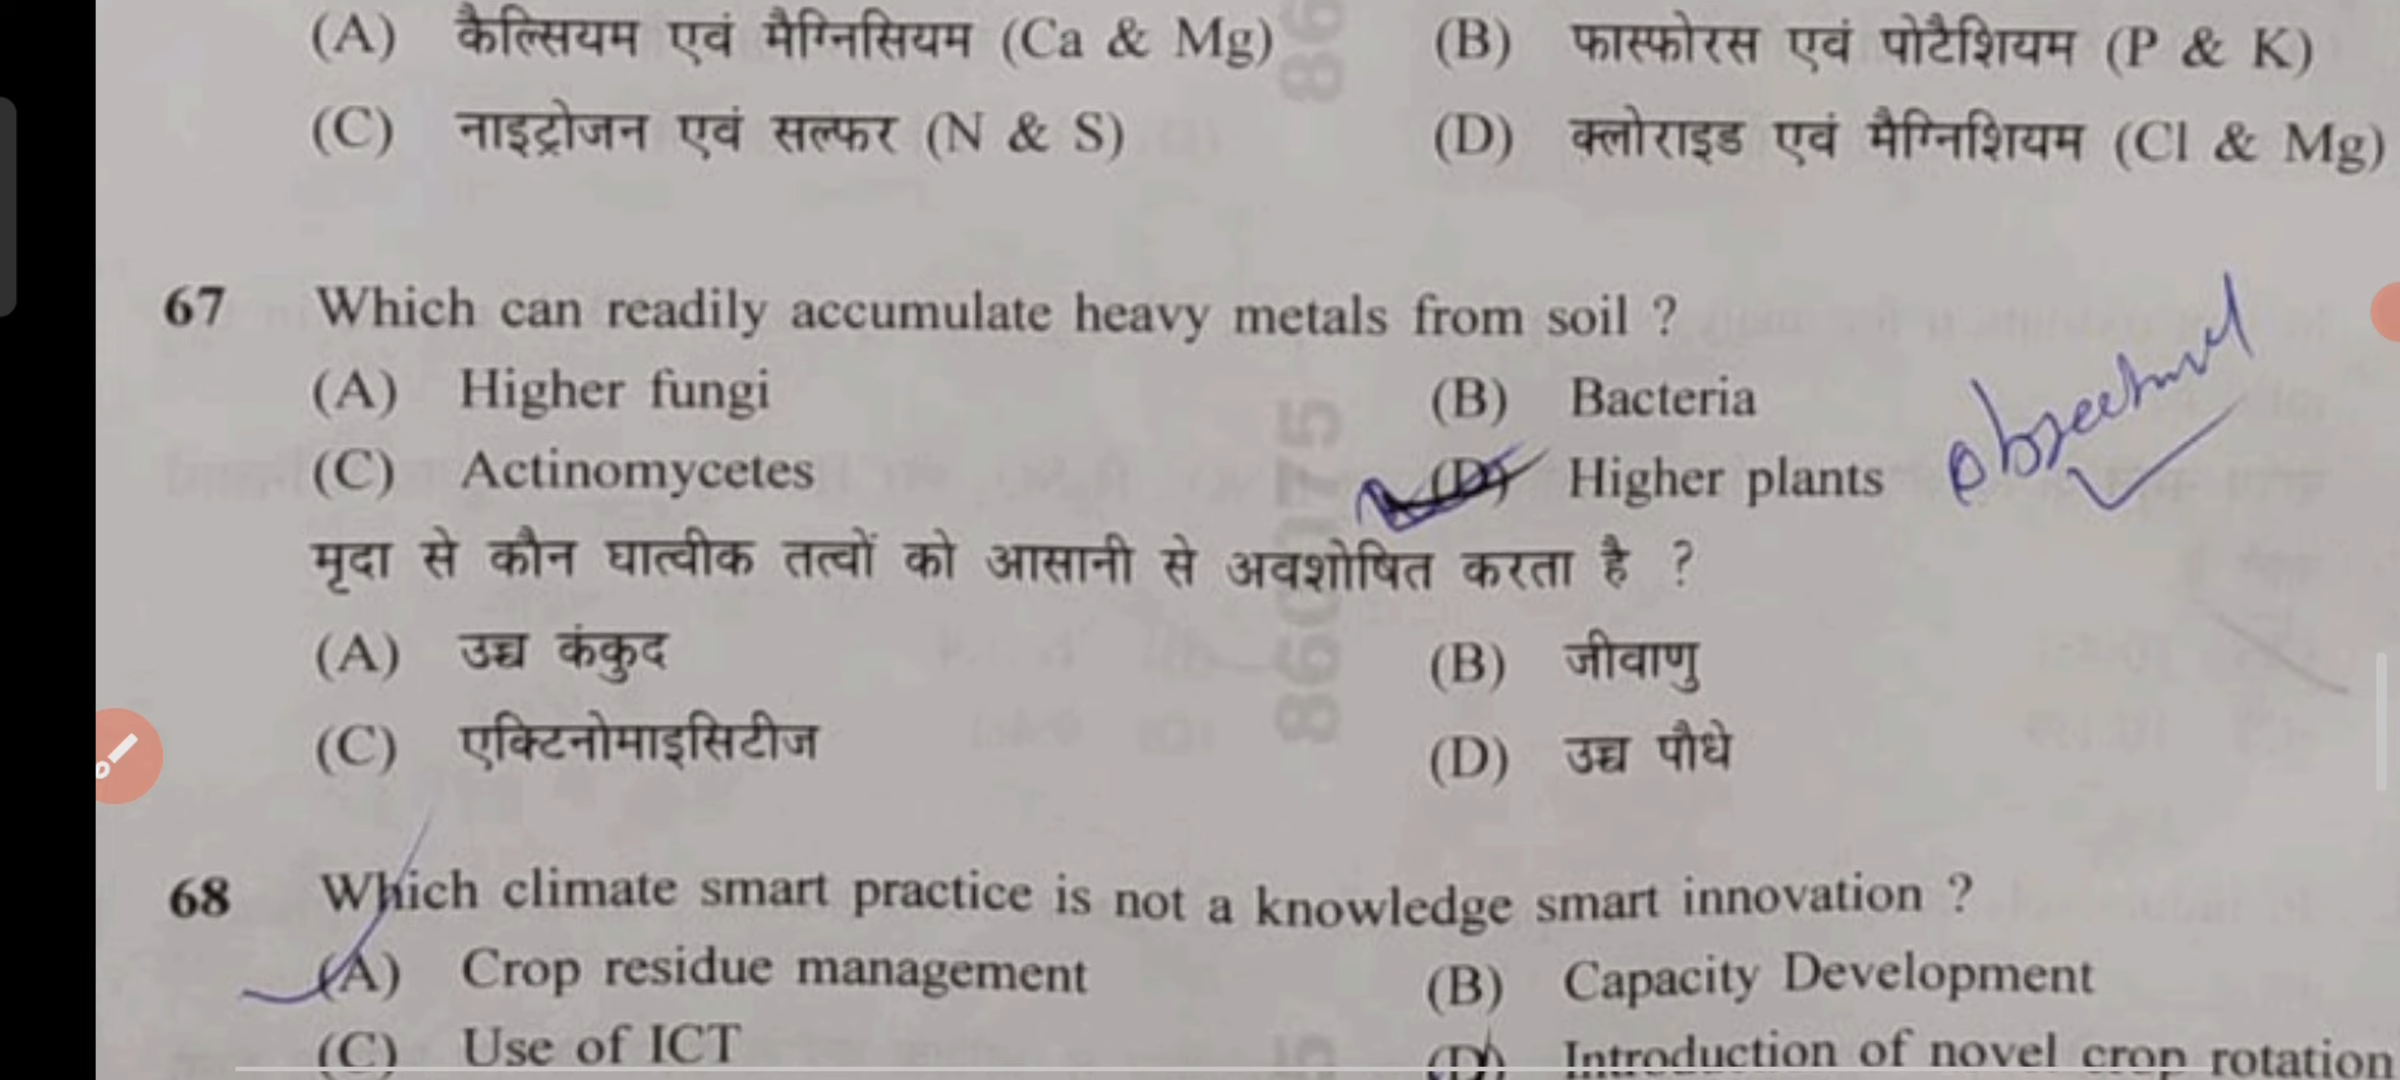 (A) कैल्सियम एवं मैग्निसियम (Ca & Mg) (B) फास्फोरस एवं पोटैशियम (P & K)
(C) नाइट्रोजन एवं सल्फर (N & S) (D) क्लोराइड एवं मैग्निशियम (Cl & Mg)
67 Which can readily accumulate heavy metals from soil ?
(A) Higher fungi (B) Bacteria
(C) Actinomycetes (D) Higher plants
मृदा से कौन घात्वीक तत्वों को आसानी से अवशोषित करता है ?
(A) उच्च कंकुद (B) जीवाणु
(C) एक्टिनोमाइसिटीज (D) उच्च पौधे
68 Which climate smart practice is not a knowledge smart innovation ?
(A) Crop residue management (B) Capacity Development
(C) Use of ICT (D) Introduction of novel crop rotation
860075